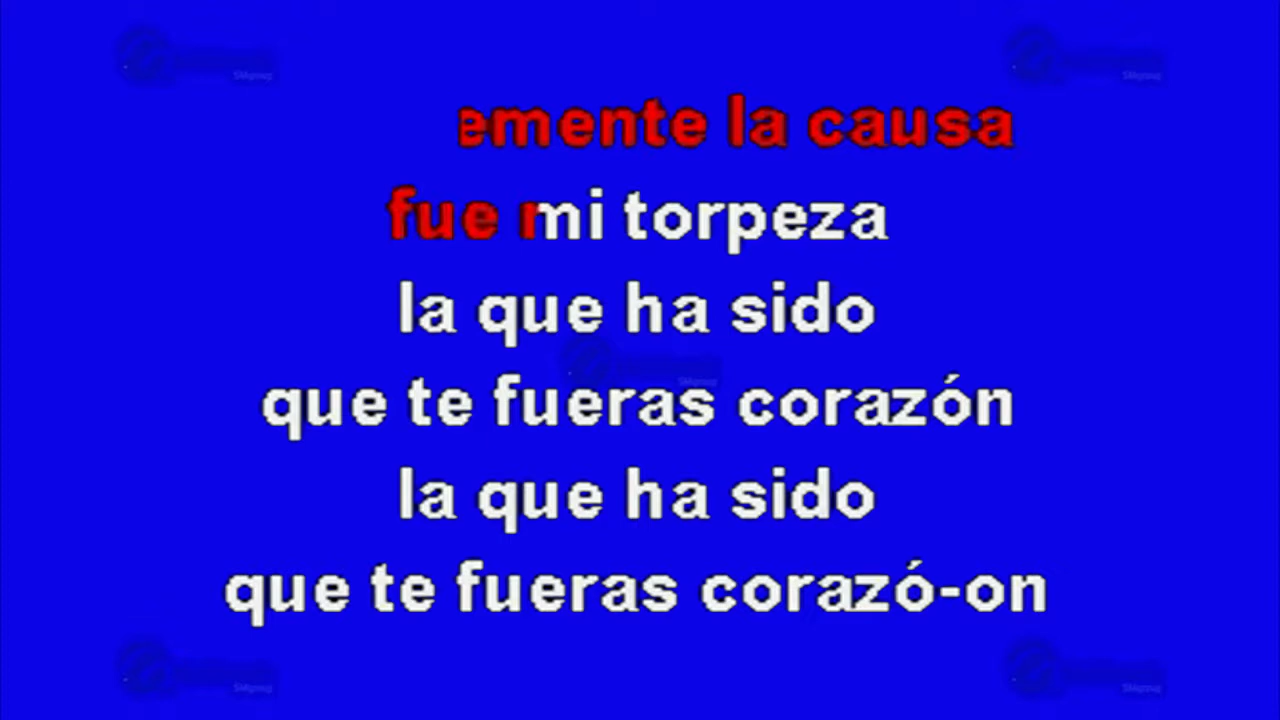 emente la causa
fue mi torpeza
la que ha sido
que te fueras corazón
la que ha sido
que te fueras corazó-on